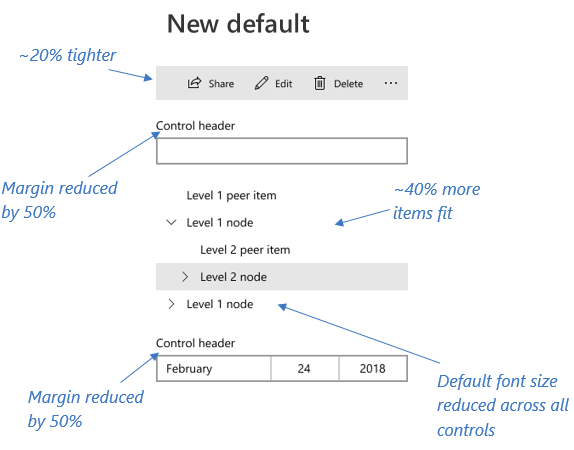 New default
~20% tighter
Share Edit Delete ...
Control header
Margin reduced
by 50%
Level 1 peer item
~40% more
items fit
Level 1 node
Level 2 peer item
Level 2 node
Level 1 node
Control header
February 24 2018
Margin reduced
by 50%
Default font size
reduced across all
controls